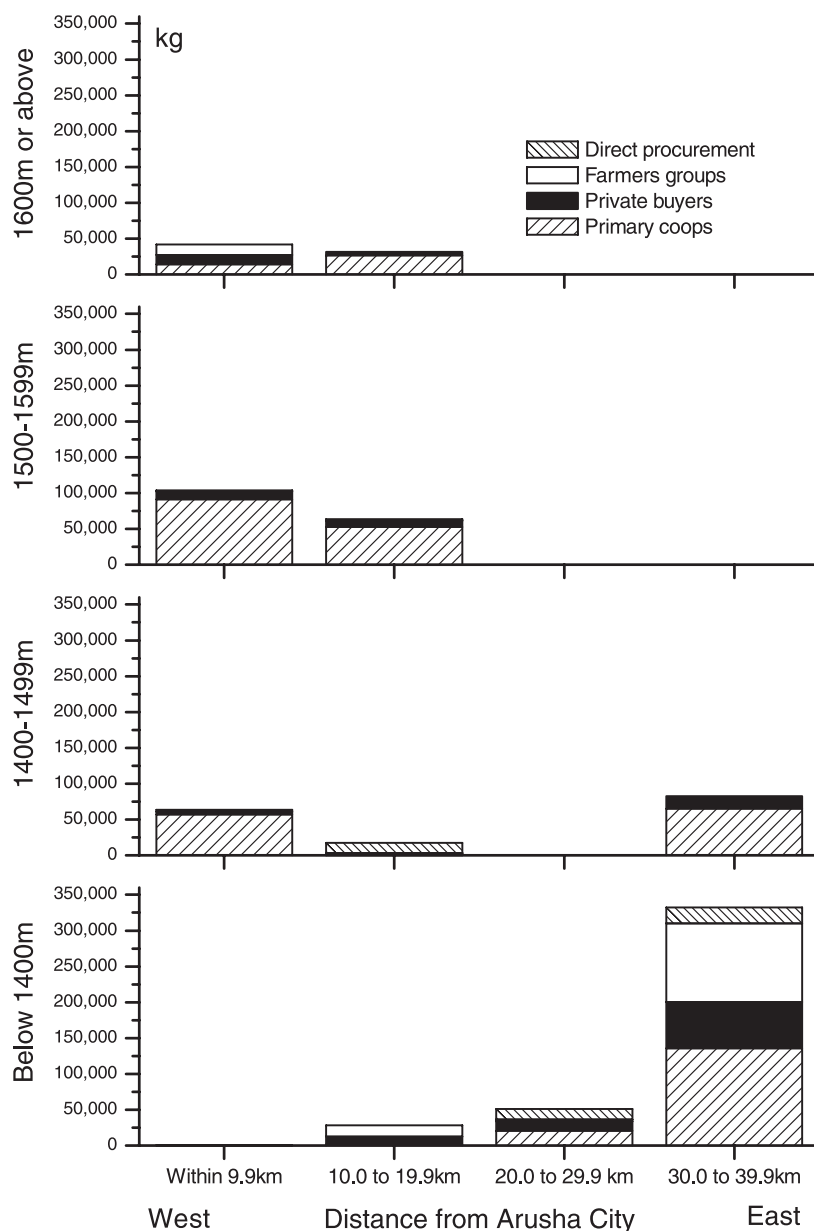 1600m or above
350,000
300,000
250,000
200,000
150,000
100,000
50,000
0
kg
Direct procurement
Farmers groups
Private buyers
Primary coops
1500-1599m
350,000
300,000
250,000
200,000
150,000
100,000
50,000
0
1400-1499m
350,000
300,000
250,000
200,000
150,000
100,000
50,000
0
Below 1400m
350,000
300,000
250,000
200,000
150,000
100,000
50,000
0
Within 9.9km 10.0 to 19.9km 20.0 to 29.9 km 30.0 to 39.9km
West Distance from Arusha City East